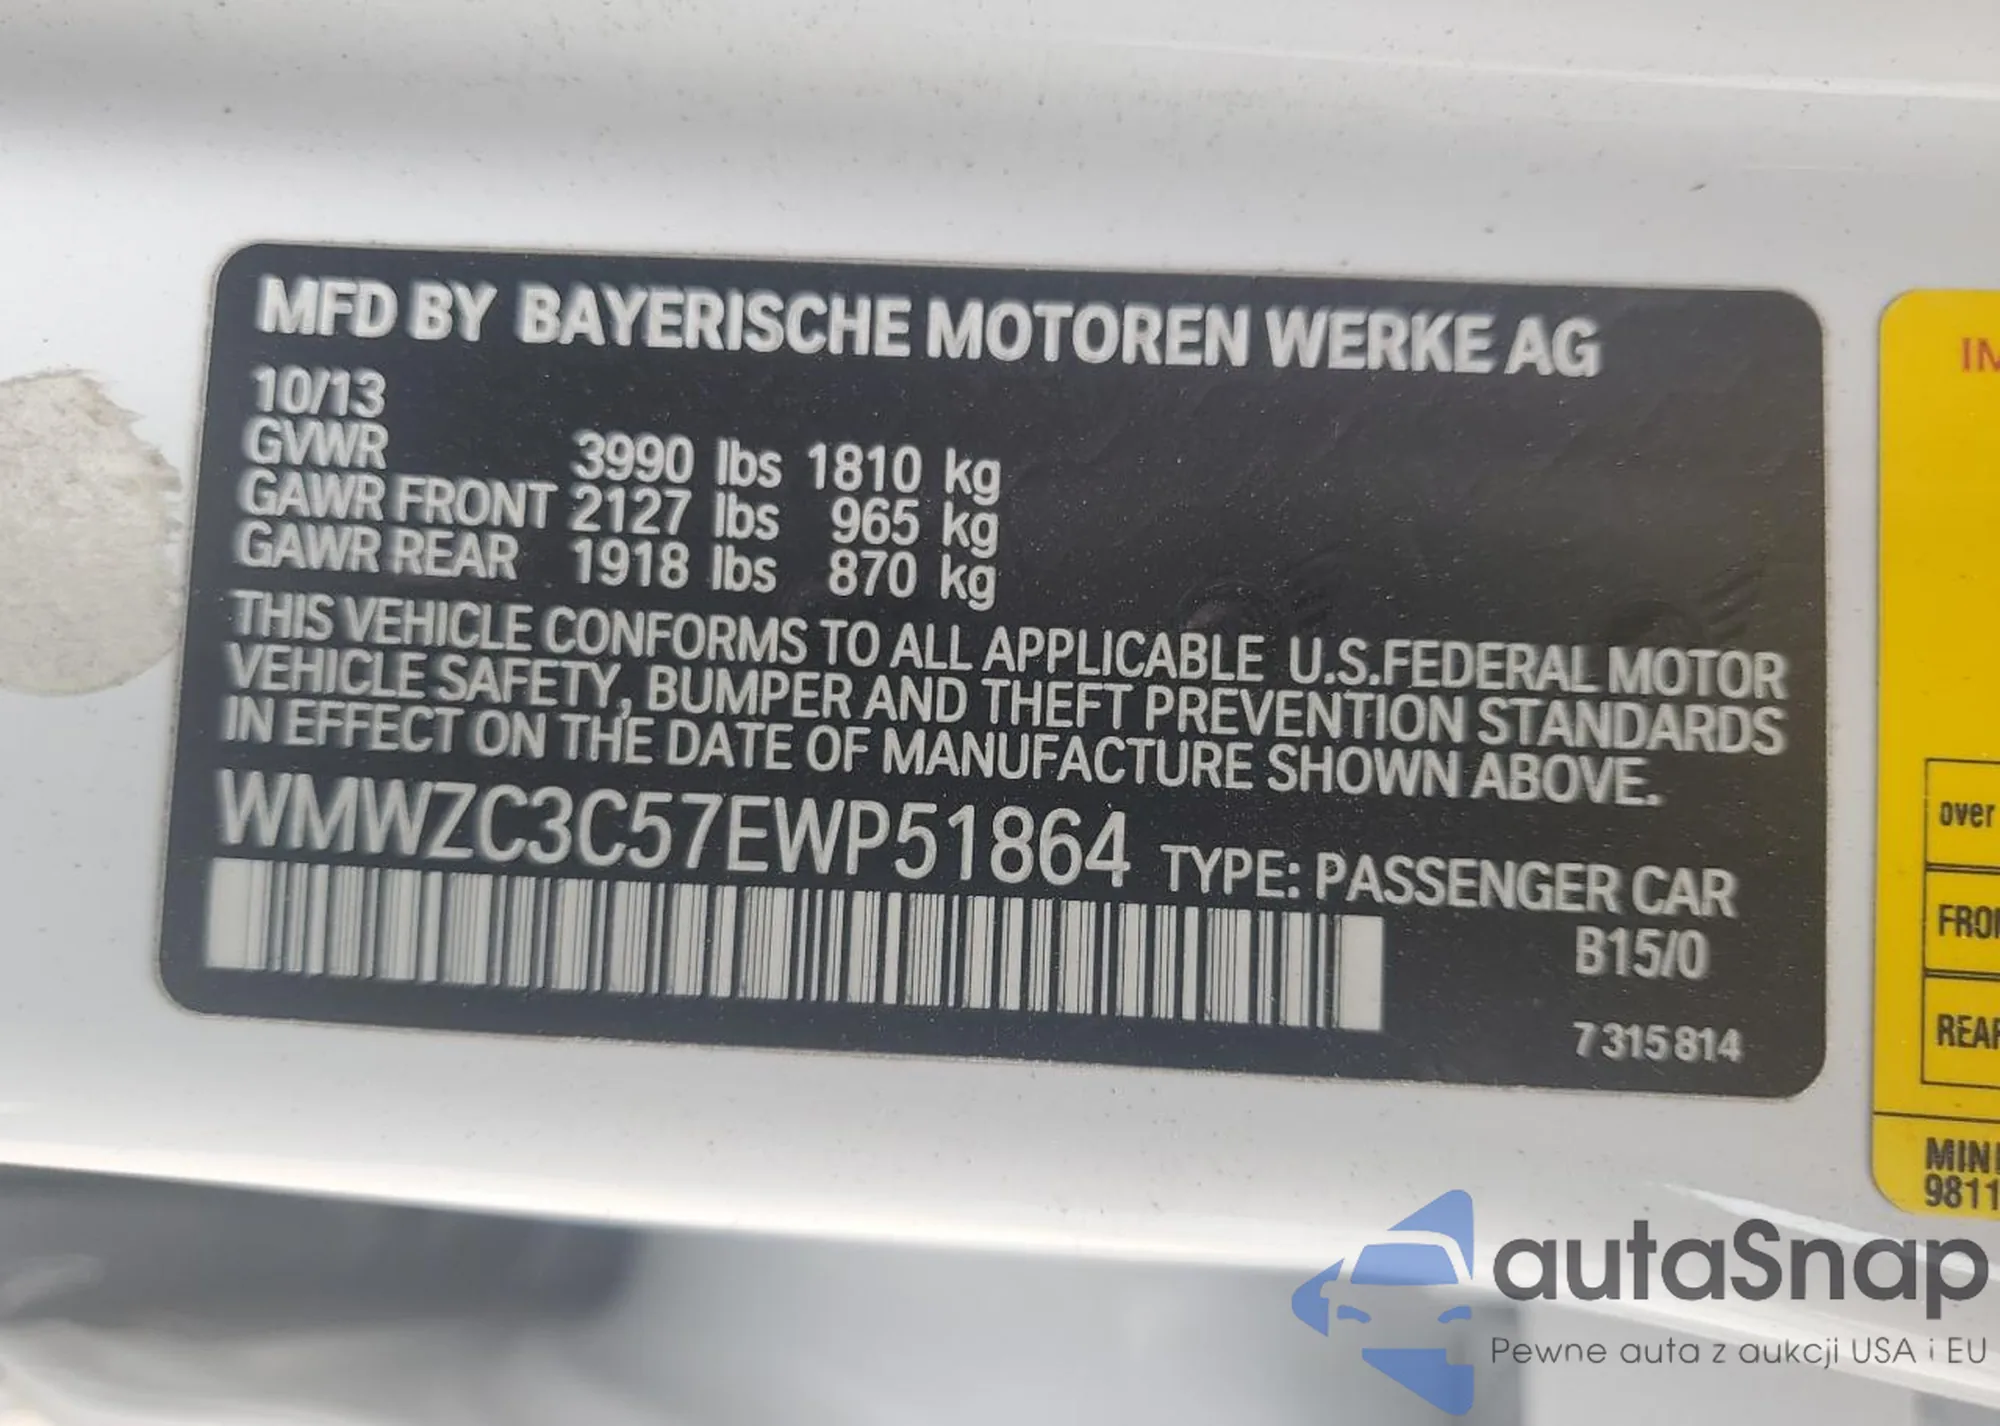 MFD BY BAYERISCHE MOTOREN WERKE AG
10/13
GVWR 3990 lbs 1810 kg
GAWR FRONT 2127 lbs 965 kg
GAWR REAR 1918 lbs 870 kg
THIS VEHICLE CONFORMS TO ALL APPLICABLE U.S.FEDERAL MOTOR
VEHICLE SAFETY, BUMPER AND THEFT PREVENTION STANDARDS
IN EFFECT ON THE DATE OF MANUFACTURE SHOWN ABOVE.
WMWZC3C57EWP51864 TYPE: PASSENGER CAR
B15/0
7 315 814
over
MINI
9811
autaSnap
Pewne auta z aukcji USA i EU